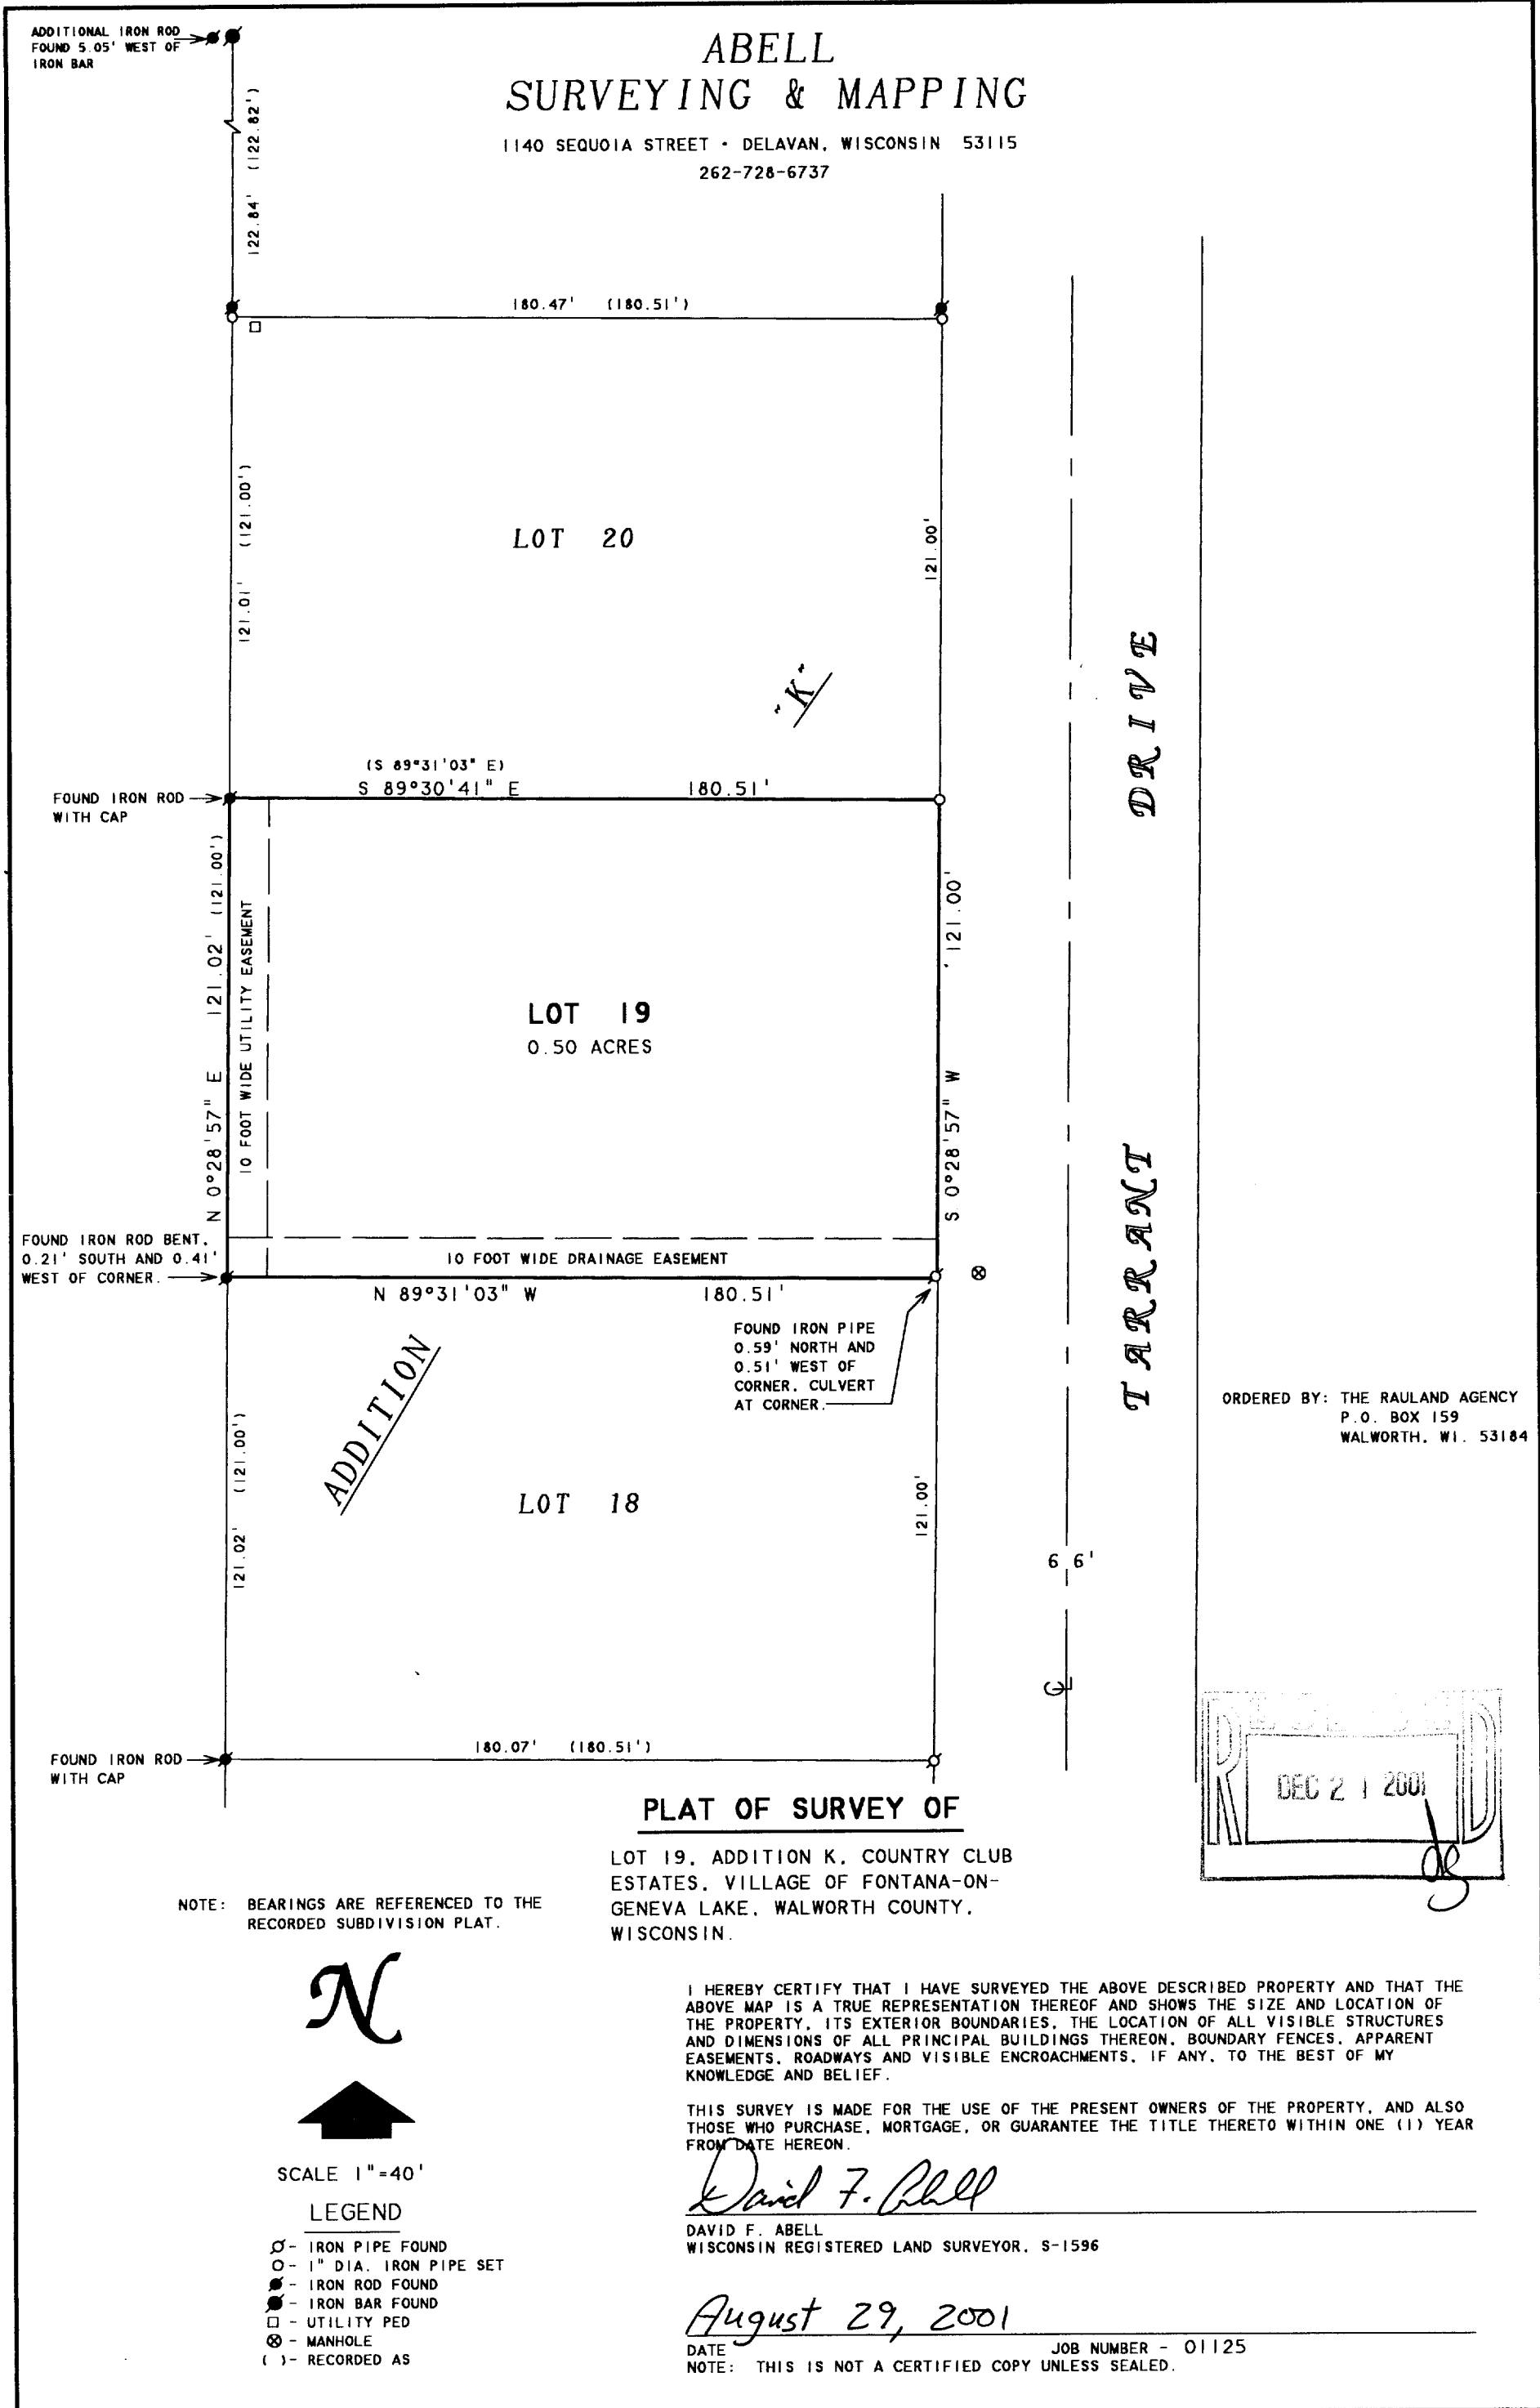 ADDITIONAL IRON ROD
FOUND 5.05' WEST OF
IRON BAR
ABELL
SURVEYING & MAPPING
1140 SEQUOIA STREET • DELAVAN, WISCONSIN 53115
262-728-6737
122.84' (122.82')
180.47' (180.51')
121.01' (121.00')
LOT 20
121.00'
"K"
DRIVE
(S 89°31'03" E)
S 89°30'41" E 180.51'
FOUND IRON ROD
WITH CAP
N 0°28'57" E 121.02' (121.00')
10 FOOT WIDE UTILITY EASEMENT
LOT 19
0.50 ACRES
S 0°28'57" W 121.00'
FOUND IRON ROD BENT,
0.21' SOUTH AND 0.41'
WEST OF CORNER.
10 FOOT WIDE DRAINAGE EASEMENT
N 89°31'03" W 180.51'
TARRANT
FOUND IRON PIPE
0.59' NORTH AND
0.51' WEST OF
CORNER. CULVERT
AT CORNER.
ADDITION
ORDERED BY: THE RAULAND AGENCY
P.O. BOX 159
WALWORTH, WI. 53184
121.02' (121.00')
LOT 18
121.00'
66'
CL
FOUND IRON ROD
WITH CAP
180.07' (180.51')
DEC 21 2001
PLAT OF SURVEY OF
LOT 19, ADDITION K, COUNTRY CLUB
ESTATES, VILLAGE OF FONTANA-ON-
GENEVA LAKE, WALWORTH COUNTY,
WISCONSIN.
NOTE: BEARINGS ARE REFERENCED TO THE
RECORDED SUBDIVISION PLAT.
N
SCALE 1"=40'
LEGEND
- IRON PIPE FOUND
O- 1" DIA. IRON PIPE SET
- IRON ROD FOUND
- IRON BAR FOUND
□ - UTILITY PED
⊗ - MANHOLE
( )- RECORDED AS
I HEREBY CERTIFY THAT I HAVE SURVEYED THE ABOVE DESCRIBED PROPERTY AND THAT THE
ABOVE MAP IS A TRUE REPRESENTATION THEREOF AND SHOWS THE SIZE AND LOCATION OF
THE PROPERTY, ITS EXTERIOR BOUNDARIES, THE LOCATION OF ALL VISIBLE STRUCTURES
AND DIMENSIONS OF ALL PRINCIPAL BUILDINGS THEREON, BOUNDARY FENCES, APPARENT
EASEMENTS, ROADWAYS AND VISIBLE ENCROACHMENTS, IF ANY, TO THE BEST OF MY
KNOWLEDGE AND BELIEF.
THIS SURVEY IS MADE FOR THE USE OF THE PRESENT OWNERS OF THE PROPERTY, AND ALSO
THOSE WHO PURCHASE, MORTGAGE, OR GUARANTEE THE TITLE THERETO WITHIN ONE (1) YEAR
FROM DATE HEREON.
David F. Abell
DAVID F. ABELL
WISCONSIN REGISTERED LAND SURVEYOR, S-1596
August 29, 2001
DATE JOB NUMBER - 01125
NOTE: THIS IS NOT A CERTIFIED COPY UNLESS SEALED.